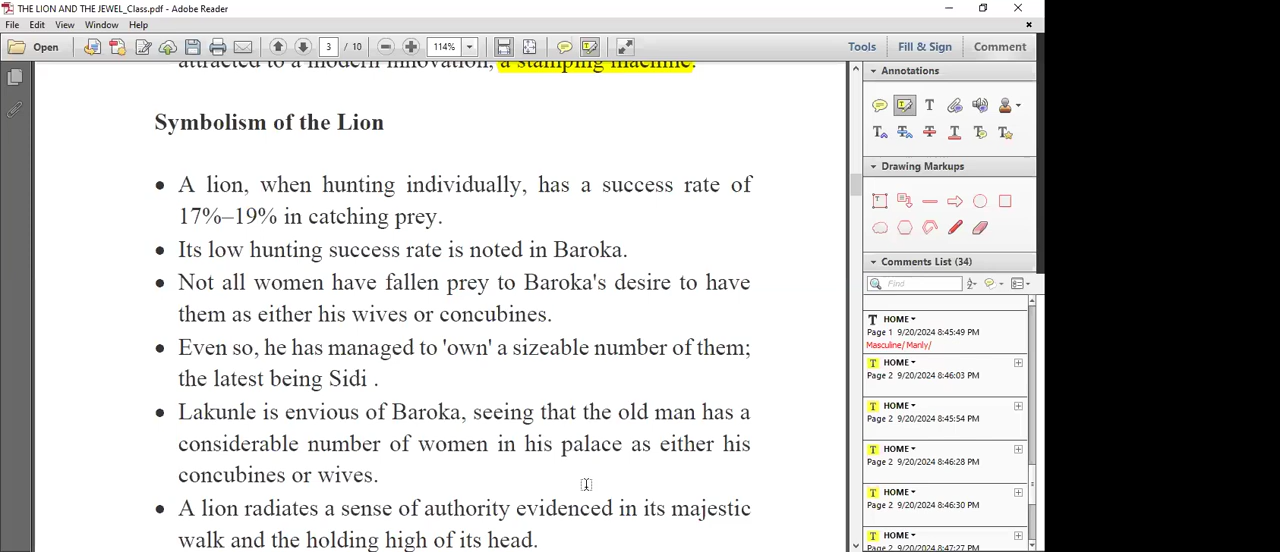 THE LION AND THE JEWEL_Class.pdf - Adobe Reader
File Edit View Window Help
Open 3 / 10 114% Tools Fill & Sign Comment
attracted to a modern innovation, a stamping machine.
Symbolism of the Lion
• A lion, when hunting individually, has a success rate of
17%–19% in catching prey.
• Its low hunting success rate is noted in Baroka.
• Not all women have fallen prey to Baroka's desire to have
them as either his wives or concubines.
• Even so, he has managed to 'own' a sizeable number of them;
the latest being Sidi .
• Lakunle is envious of Baroka, seeing that the old man has a
considerable number of women in his palace as either his
concubines or wives.
• A lion radiates a sense of authority evidenced in its majestic
walk and the holding high of its head.
Annotations
Drawing Markups
Comments List (34)
Find
HOME
Page 1 9/20/2024 8:45:49 PM
Masculine/ Manly/
HOME
Page 2 9/20/2024 8:46:03 PM
HOME
Page 2 9/20/2024 8:45:54 PM
HOME
Page 2 9/20/2024 8:46:28 PM
HOME
Page 2 9/20/2024 8:46:30 PM
HOME
Page 2 9/20/2024 8:47:27 PM